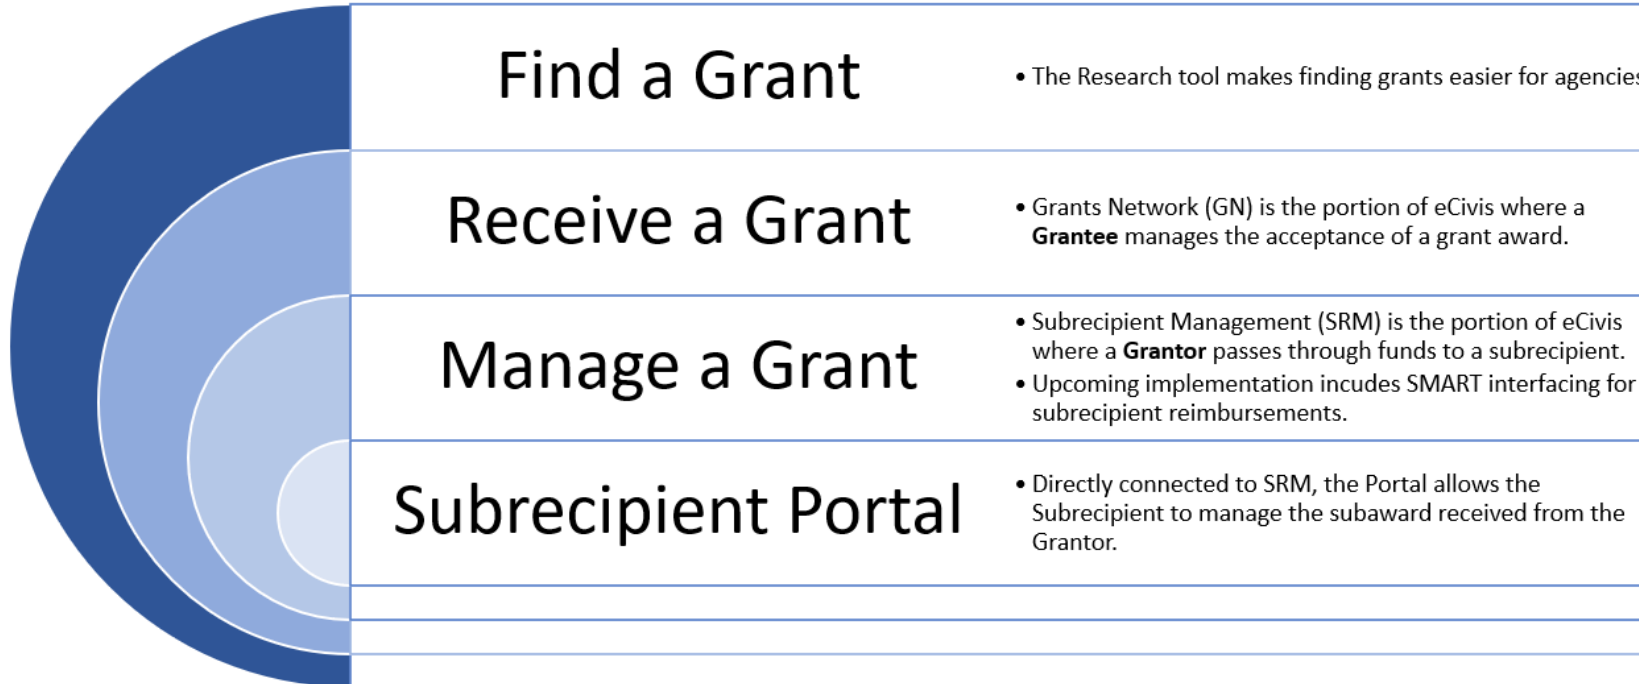 Find a Grant
• The Research tool makes finding grants easier for agencies
Receive a Grant
• Grants Network (GN) is the portion of eCivis where a
Grantee manages the acceptance of a grant award.
Manage a Grant
• Subrecipient Management (SRM) is the portion of eCivis
where a Grantor passes through funds to a subrecipient.
• Upcoming implementation incudes SMART interfacing for
subrecipient reimbursements.
Subrecipient Portal
• Directly connected to SRM, the Portal allows the
Subrecipient to manage the subaward received from the
Grantor.